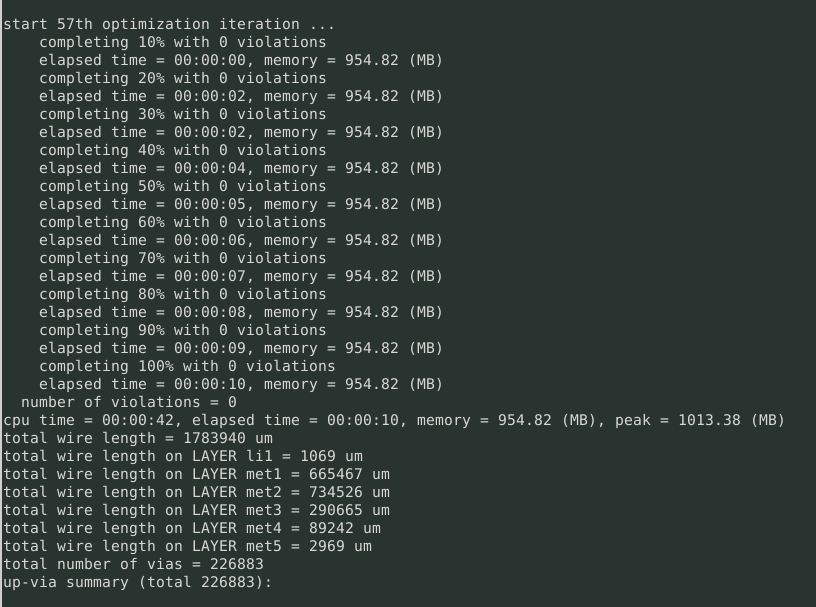 start 57th optimization iteration ...
completing 10% with 0 violations
elapsed time = 00:00:00, memory = 954.82 (MB)
completing 20% with 0 violations
elapsed time = 00:00:02, memory = 954.82 (MB)
completing 30% with 0 violations
elapsed time = 00:00:02, memory = 954.82 (MB)
completing 40% with 0 violations
elapsed time = 00:00:04, memory = 954.82 (MB)
completing 50% with 0 violations
elapsed time = 00:00:05, memory = 954.82 (MB)
completing 60% with 0 violations
elapsed time = 00:00:06, memory = 954.82 (MB)
completing 70% with 0 violations
elapsed time = 00:00:07, memory = 954.82 (MB)
completing 80% with 0 violations
elapsed time = 00:00:08, memory = 954.82 (MB)
completing 90% with 0 violations
elapsed time = 00:00:09, memory = 954.82 (MB)
completing 100% with 0 violations
elapsed time = 00:00:10, memory = 954.82 (MB)
number of violations = 0
cpu time = 00:00:42, elapsed time = 00:00:10, memory = 954.82 (MB), peak = 1013.38 (MB)
total wire length = 1783940 um
total wire length on LAYER li1 = 1069 um
total wire length on LAYER met1 = 665467 um
total wire length on LAYER met2 = 734526 um
total wire length on LAYER met3 = 290665 um
total wire length on LAYER met4 = 89242 um
total wire length on LAYER met5 = 2969 um
total number of vias = 226883
up-via summary (total 226883):